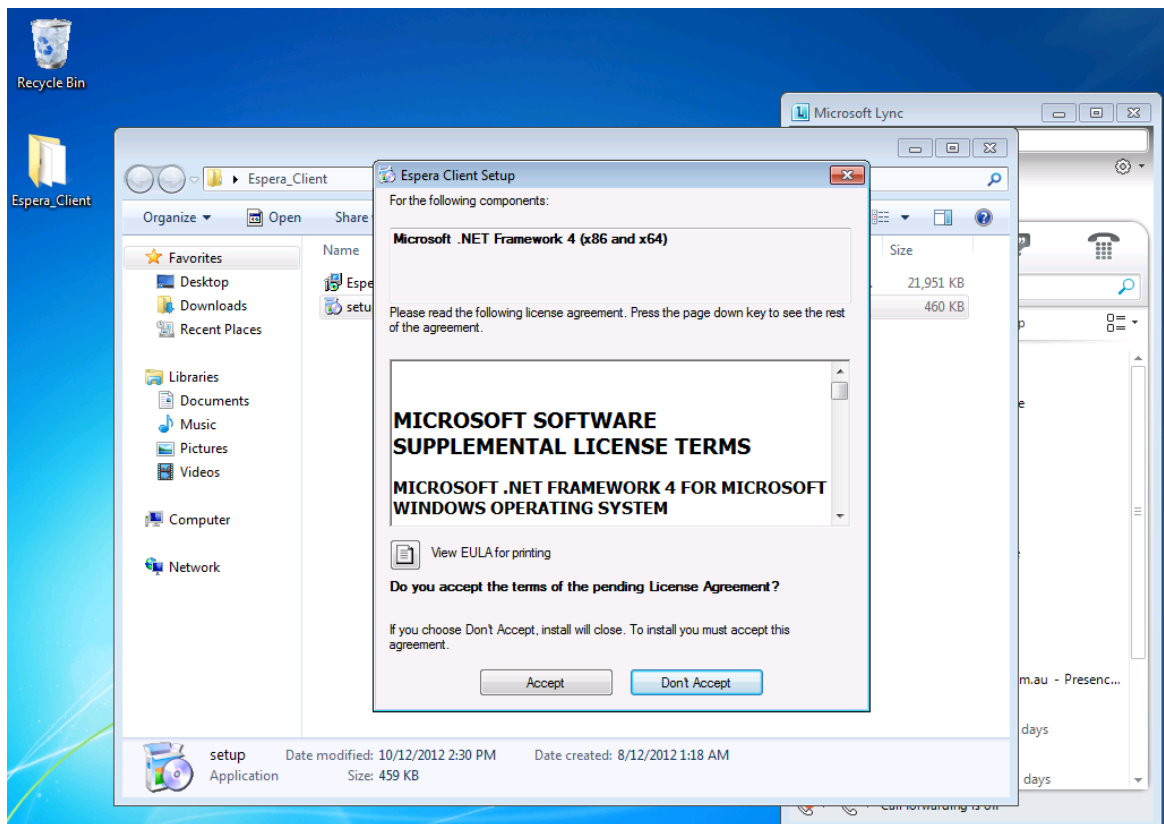 Recycle Bin
Espera_Client
Microsoft Lync
Espera_Client
Organize
Open
Share
Favorites
Desktop
Downloads
Recent Places
Libraries
Documents
Music
Pictures
Videos
Computer
Network
Name
Size
Espe
21,951 KB
setu
460 KB
Espera Client Setup
For the following components:
Microsoft .NET Framework 4 (x86 and x64)
Please read the following license agreement. Press the page down key to see the rest
of the agreement.
MICROSOFT SOFTWARE
SUPPLEMENTAL LICENSE TERMS
MICROSOFT .NET FRAMEWORK 4 FOR MICROSOFT
WINDOWS OPERATING SYSTEM
View EULA for printing
Do you accept the terms of the pending License Agreement?
If you choose Don't Accept, install will close. To install you must accept this
agreement.
Accept
Don't Accept
setup
Date modified: 10/12/2012 2:30 PM
Date created: 8/12/2012 1:18 AM
Application
Size: 459 KB
m.au - Presenc...
days
days
Call forwarding is off